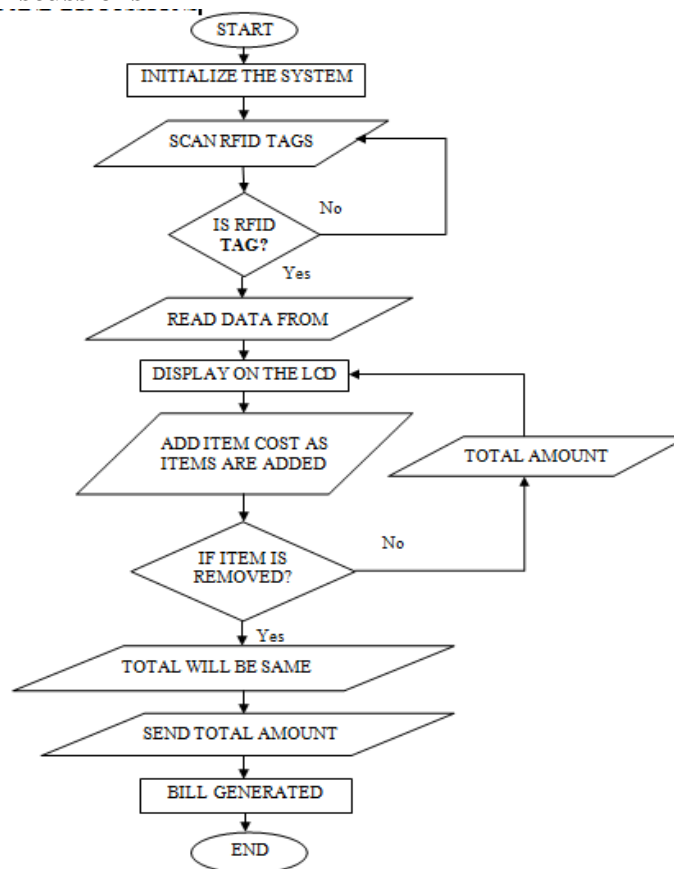 START
INITIALIZE THE SYSTEM
SCAN RFID TAGS
No
IS RFID
TAG?
Yes
READ DATA FROM
DISPLAY ON THE LCD
ADD ITEM COST AS
ITEMS ARE ADDED
TOTAL AMOUNT
No
IF ITEM IS
REMOVED?
Yes
TOTAL WILL BE SAME
SEND TOTAL AMOUNT
BILL GENERATED
END